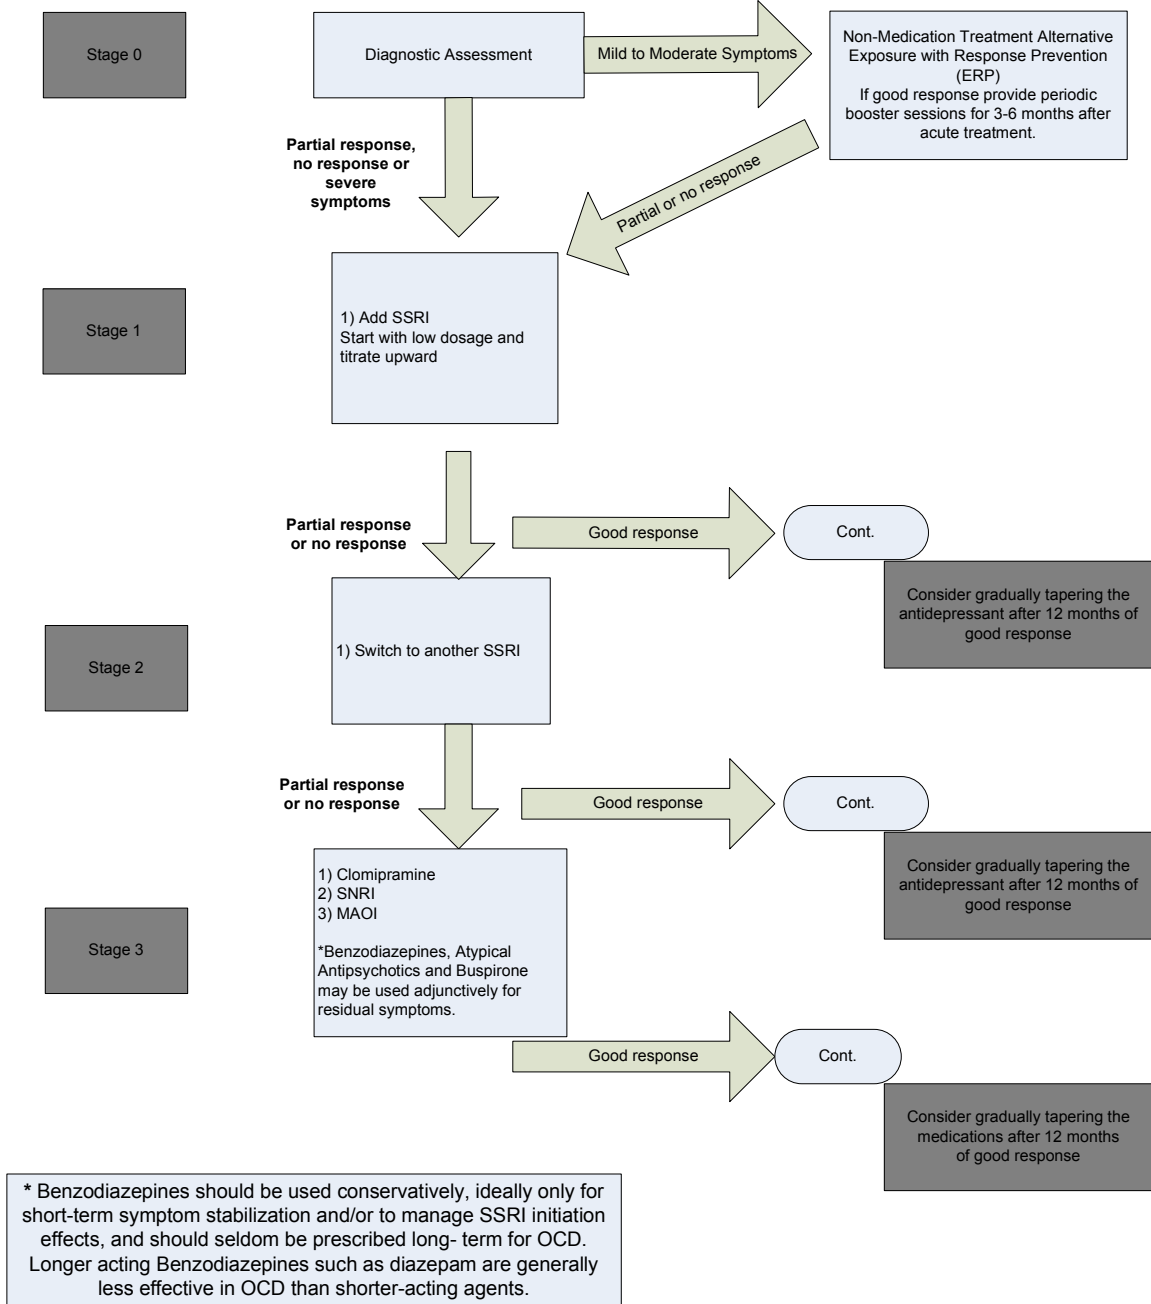 Stage 0
Diagnostic Assessment
Mild to Moderate Symptoms
Non-Medication Treatment Alternative
Exposure with Response Prevention
(ERP)
If good response provide periodic
booster sessions for 3-6 months after
acute treatment.
Partial response,
no response or
severe
symptoms
Partial or no response
Stage 1
1) Add SSRI
Start with low dosage and
titrate upward
Partial response
or no response
Good response
Cont.
Consider gradually tapering the
antidepressant after 12 months of
good response
Stage 2
1) Switch to another SSRI
Partial response
or no response
Good response
Cont.
Consider gradually tapering the
antidepressant after 12 months of
good response
Stage 3
1) Clomipramine
2) SNRI
3) MAOI
*Benzodiazepines, Atypical
Antipsychotics and Buspirone
may be used adjunctively for
residual symptoms.
Good response
Cont.
Consider gradually tapering the
medications after 12 months
of good response
* Benzodiazepines should be used conservatively, ideally only for
short-term symptom stabilization and/or to manage SSRI initiation
effects, and should seldom be prescribed long- term for OCD.
Longer acting Benzodiazepines such as diazepam are generally
less effective in OCD than shorter-acting agents.